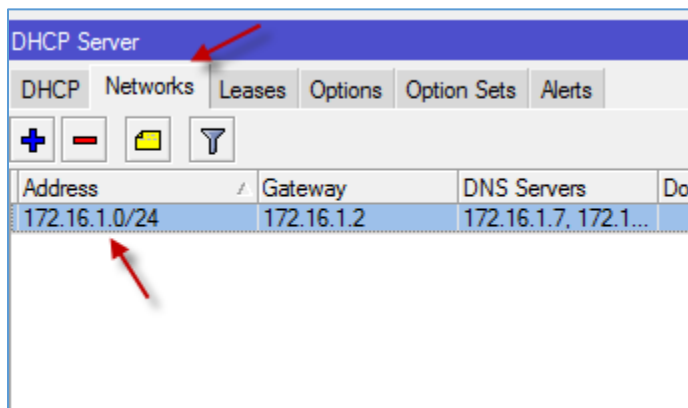 DHCP Server
DHCP Networks Leases Options Option Sets Alerts
Address Gateway DNS Servers Do
172.16.1.0/24 172.16.1.2 172.16.1.7, 172.1...